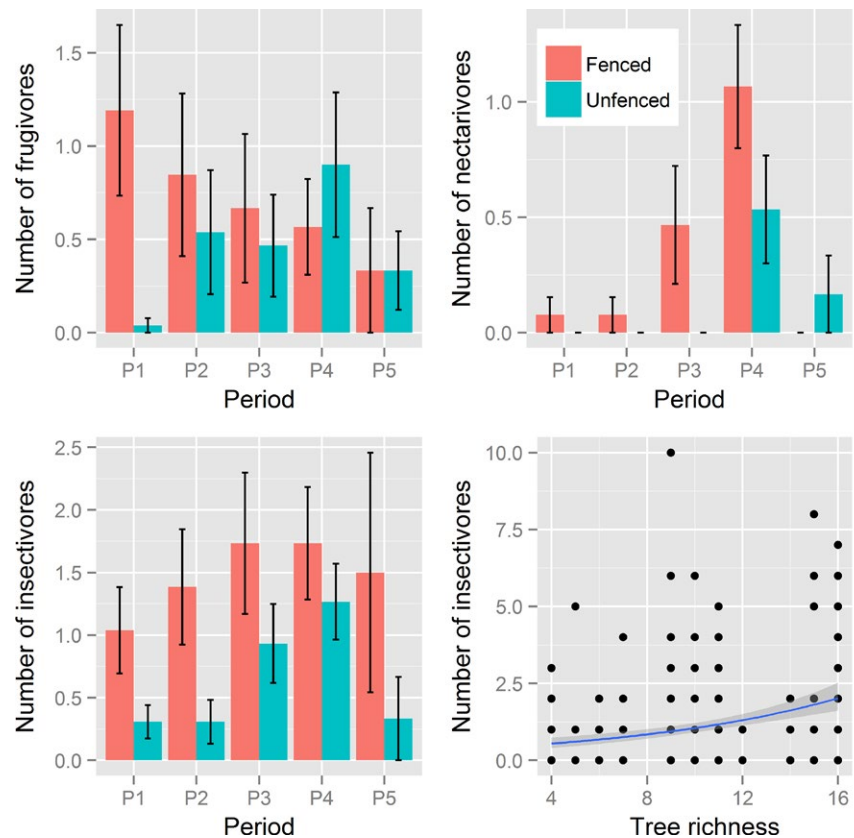 Number of frugivores
1.5
1.0
0.5
0.0
P1 P2 P3 P4 P5
Period
Number of nectarivores
1.0
0.5
0.0
Fenced
Unfenced
P1 P2 P3 P4 P5
Period
Number of insectivores
2.5
2.0
1.5
1.0
0.5
0.0
P1 P2 P3 P4 P5
Period
Number of insectivores
10.0
7.5
5.0
2.5
0.0
4 8 12 16
Tree richness